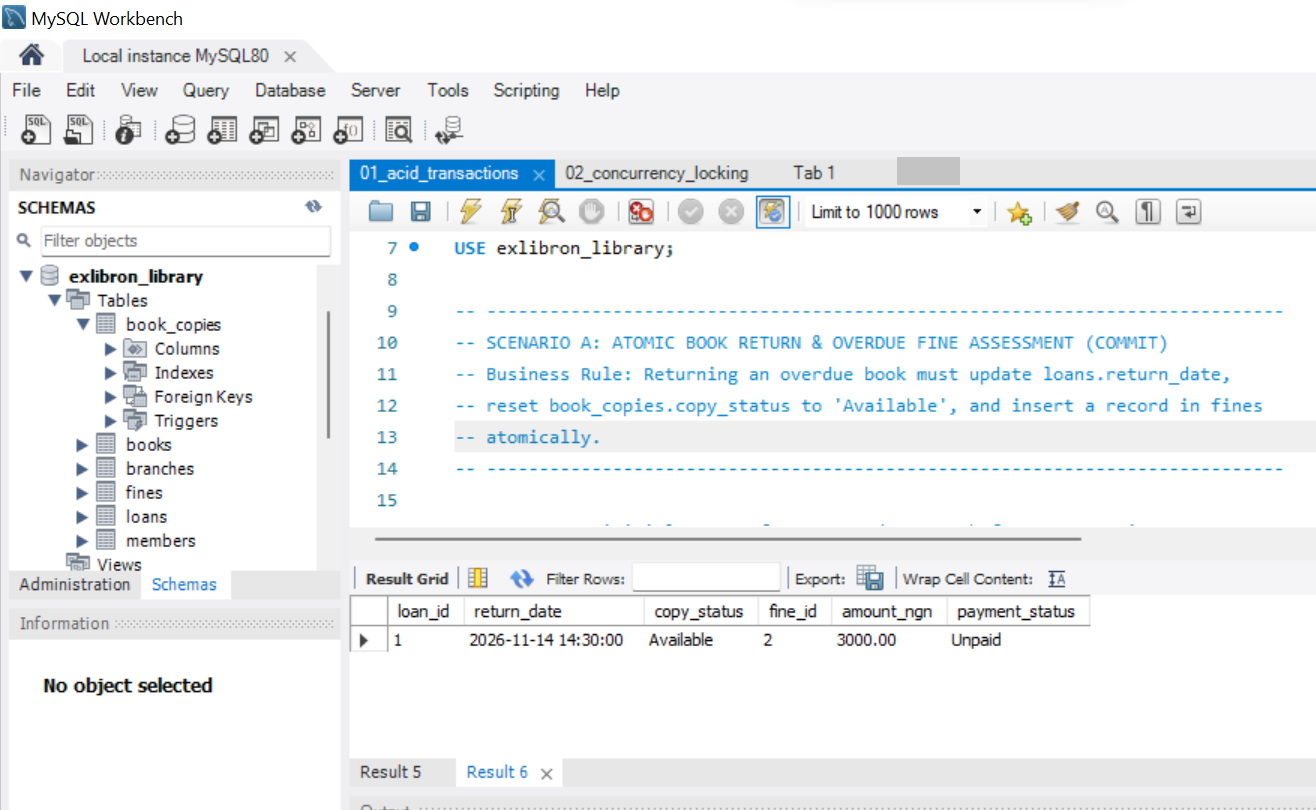 MySQL Workbench
Local instance MySQL80
File Edit View Query Database Server Tools Scripting Help
SQL SQL
Navigator
SCHEMAS
Filter objects
exlibron_library
Tables
book_copies
Columns
Indexes
Foreign Keys
Triggers
books
branches
fines
loans
members
Views
Administration Schemas
Information
No object selected
01_acid_transactions 02_concurrency_locking Tab 1
Limit to 1000 rows
7 USE exlibron_library;
8
9 -- ----------------------------------------------------------------------------
10 -- SCENARIO A: ATOMIC BOOK RETURN & OVERDUE FINE ASSESSMENT (COMMIT)
11 -- Business Rule: Returning an overdue book must update loans.return_date,
12 -- reset book_copies.copy_status to 'Available', and insert a record in fines
13 -- atomically.
14 -- ----------------------------------------------------------------------------
15
Result Grid Filter Rows: Export: Wrap Cell Content: IA
loan_id return_date copy_status fine_id amount_ngn payment_status
1 2026-11-14 14:30:00 Available 2 3000.00 Unpaid
Result 5 Result 6